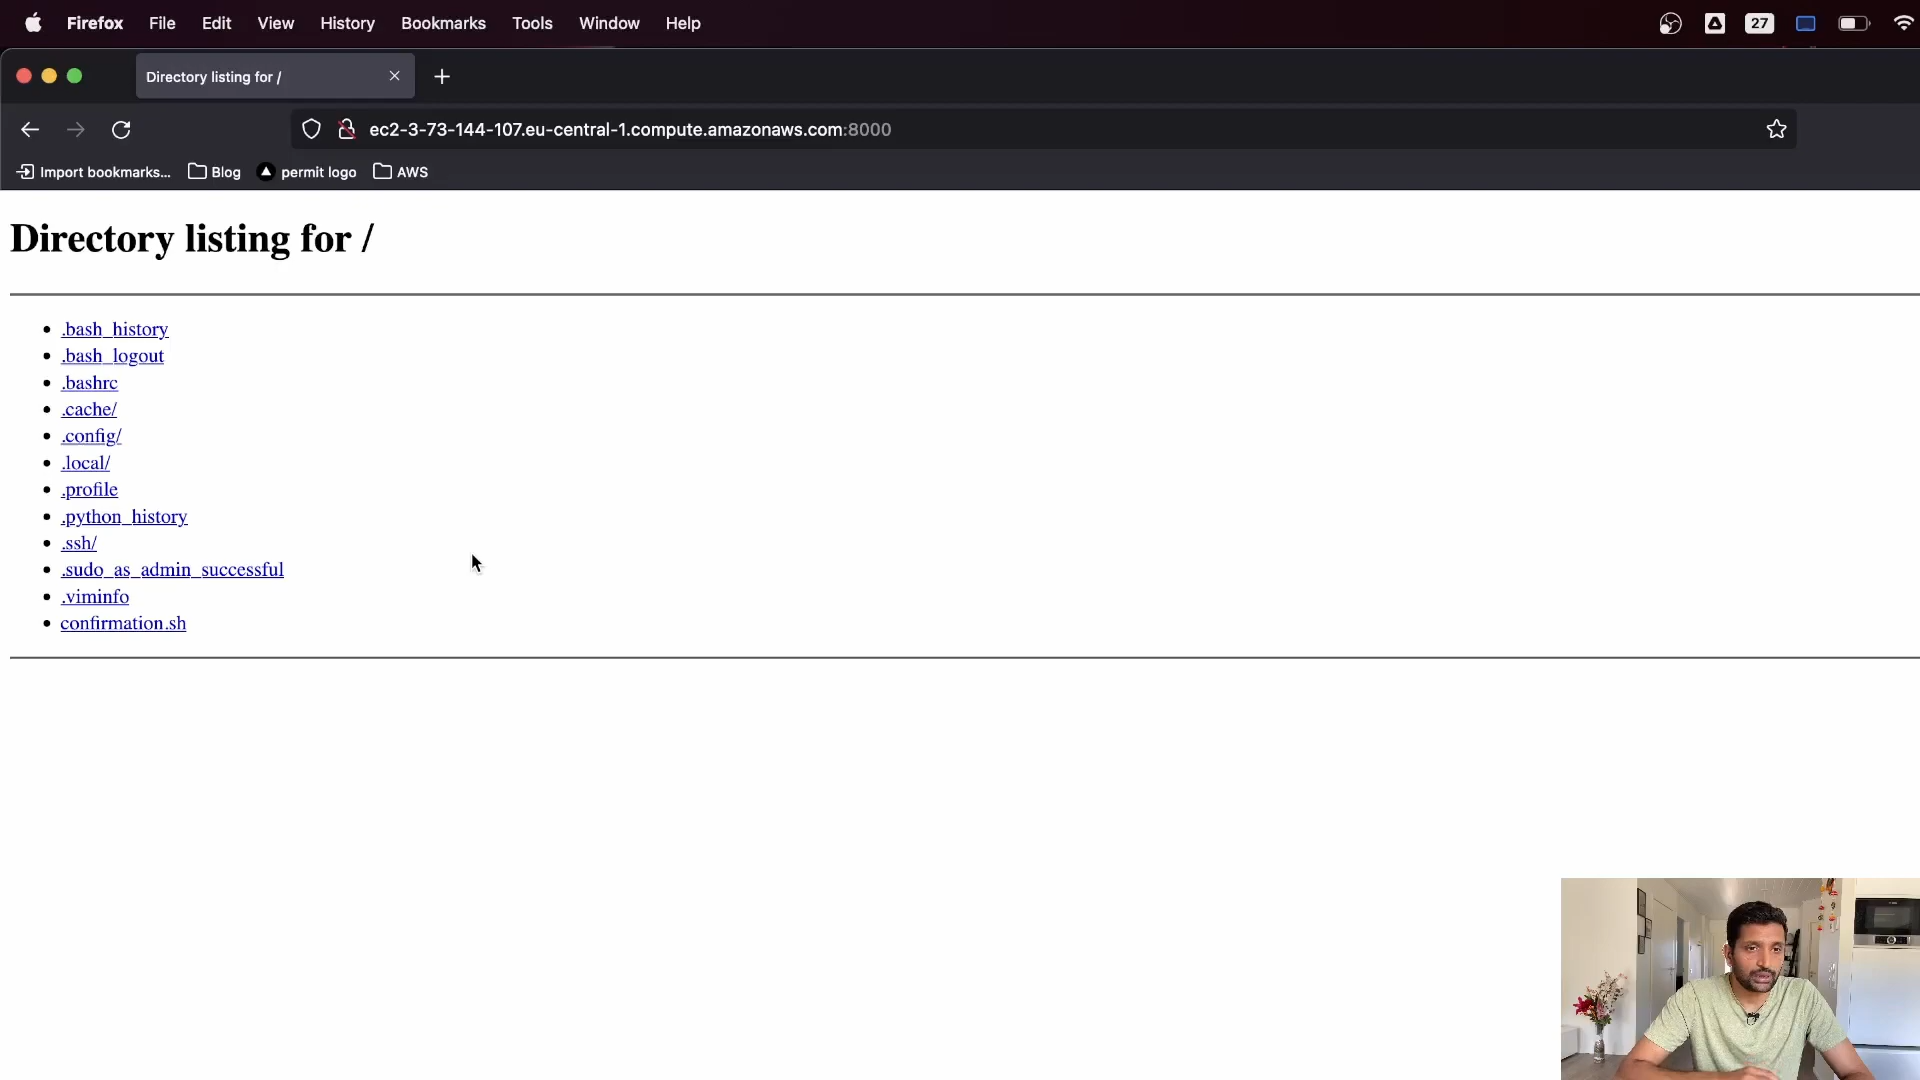 Firefox File Edit View History Bookmarks Tools Window Help 27
Directory listing for /
ec2-3-73-144-107.eu-central-1.compute.amazonaws.com:8000
Import bookmarks... Blog permit logo AWS
Directory listing for /
.bash_history
.bash_logout
.bashrc
.cache/
.config/
.local/
.profile
.python_history
.ssh/
.sudo_as_admin_successful
.viminfo
confirmation.sh